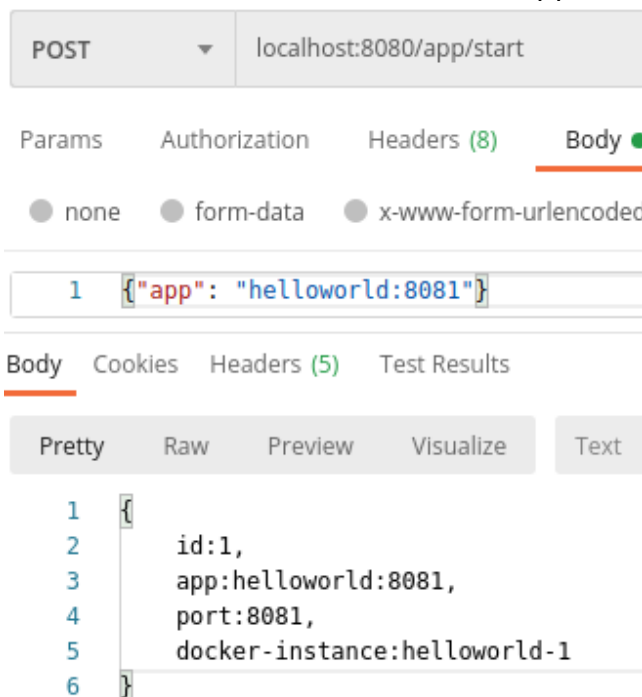 POST localhost:8080/app/start
Params Authorization Headers (8) Body
none form-data x-www-form-urlencoded
1 {"app": "helloworld:8081"}
Body Cookies Headers (5) Test Results
Pretty Raw Preview Visualize Text
1 {
2 id:1,
3 app:helloworld:8081,
4 port:8081,
5 docker-instance:helloworld-1
6 }